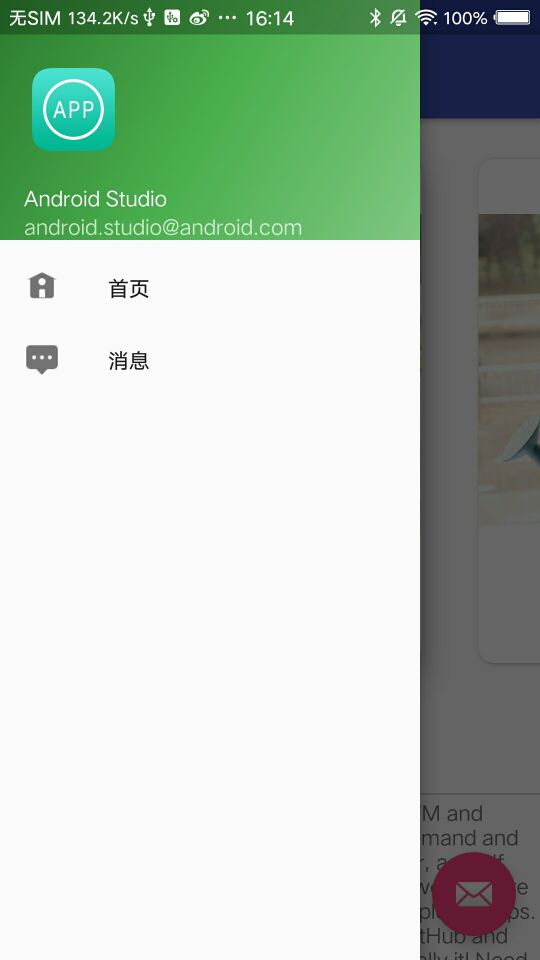 无SIM 134.2K/s 16:14 100%
APP
Android Studio
android.studio@android.com
首页
消息
M and
mand and
r, a
plo ps.
tHub and
ally it! Need